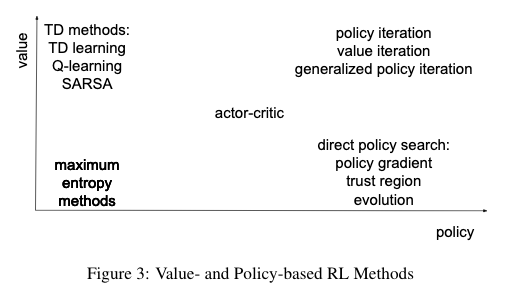 value
TD methods:
TD learning
Q-learning
SARSA
policy iteration
value iteration
generalized policy iteration
actor-critic
maximum
entropy
methods
direct policy search:
policy gradient
trust region
evolution
policy
Figure 3: Value- and Policy-based RL Methods